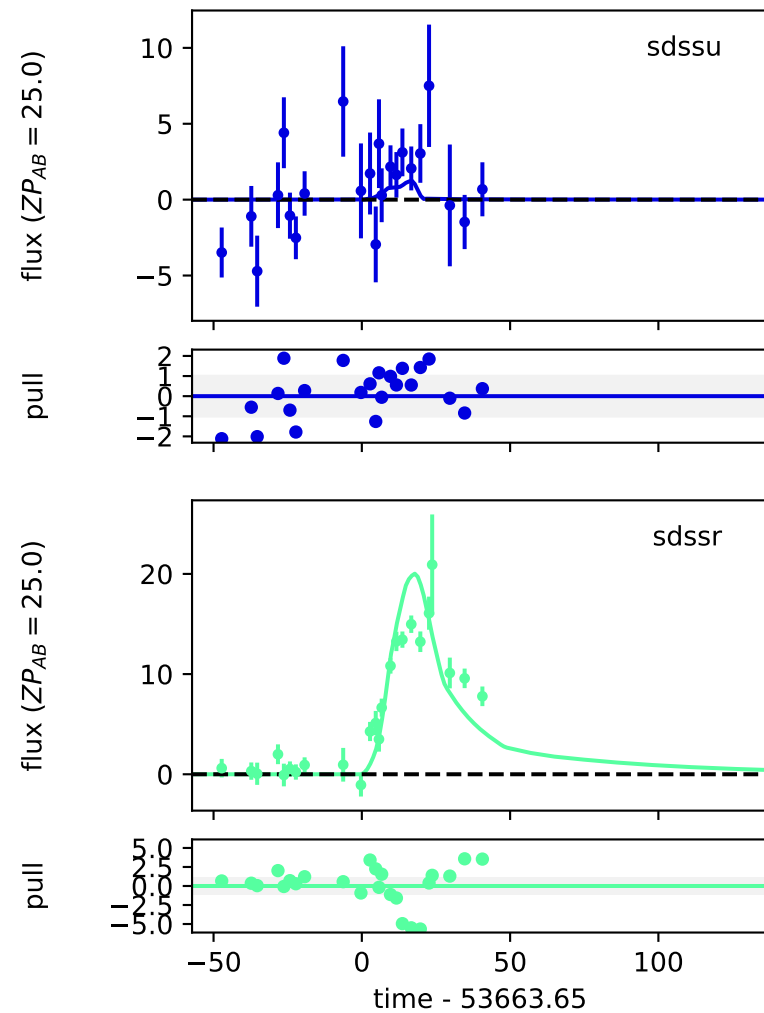 sdssu
flux (ZP_AB = 25.0)
10
5
0
−5
pull
2
1
0
−1
−2
sdssr
flux (ZP_AB = 25.0)
20
10
0
pull
5.0
2.5
0.0
−2.5
−5.0
−50 0 50 100
time - 53663.65